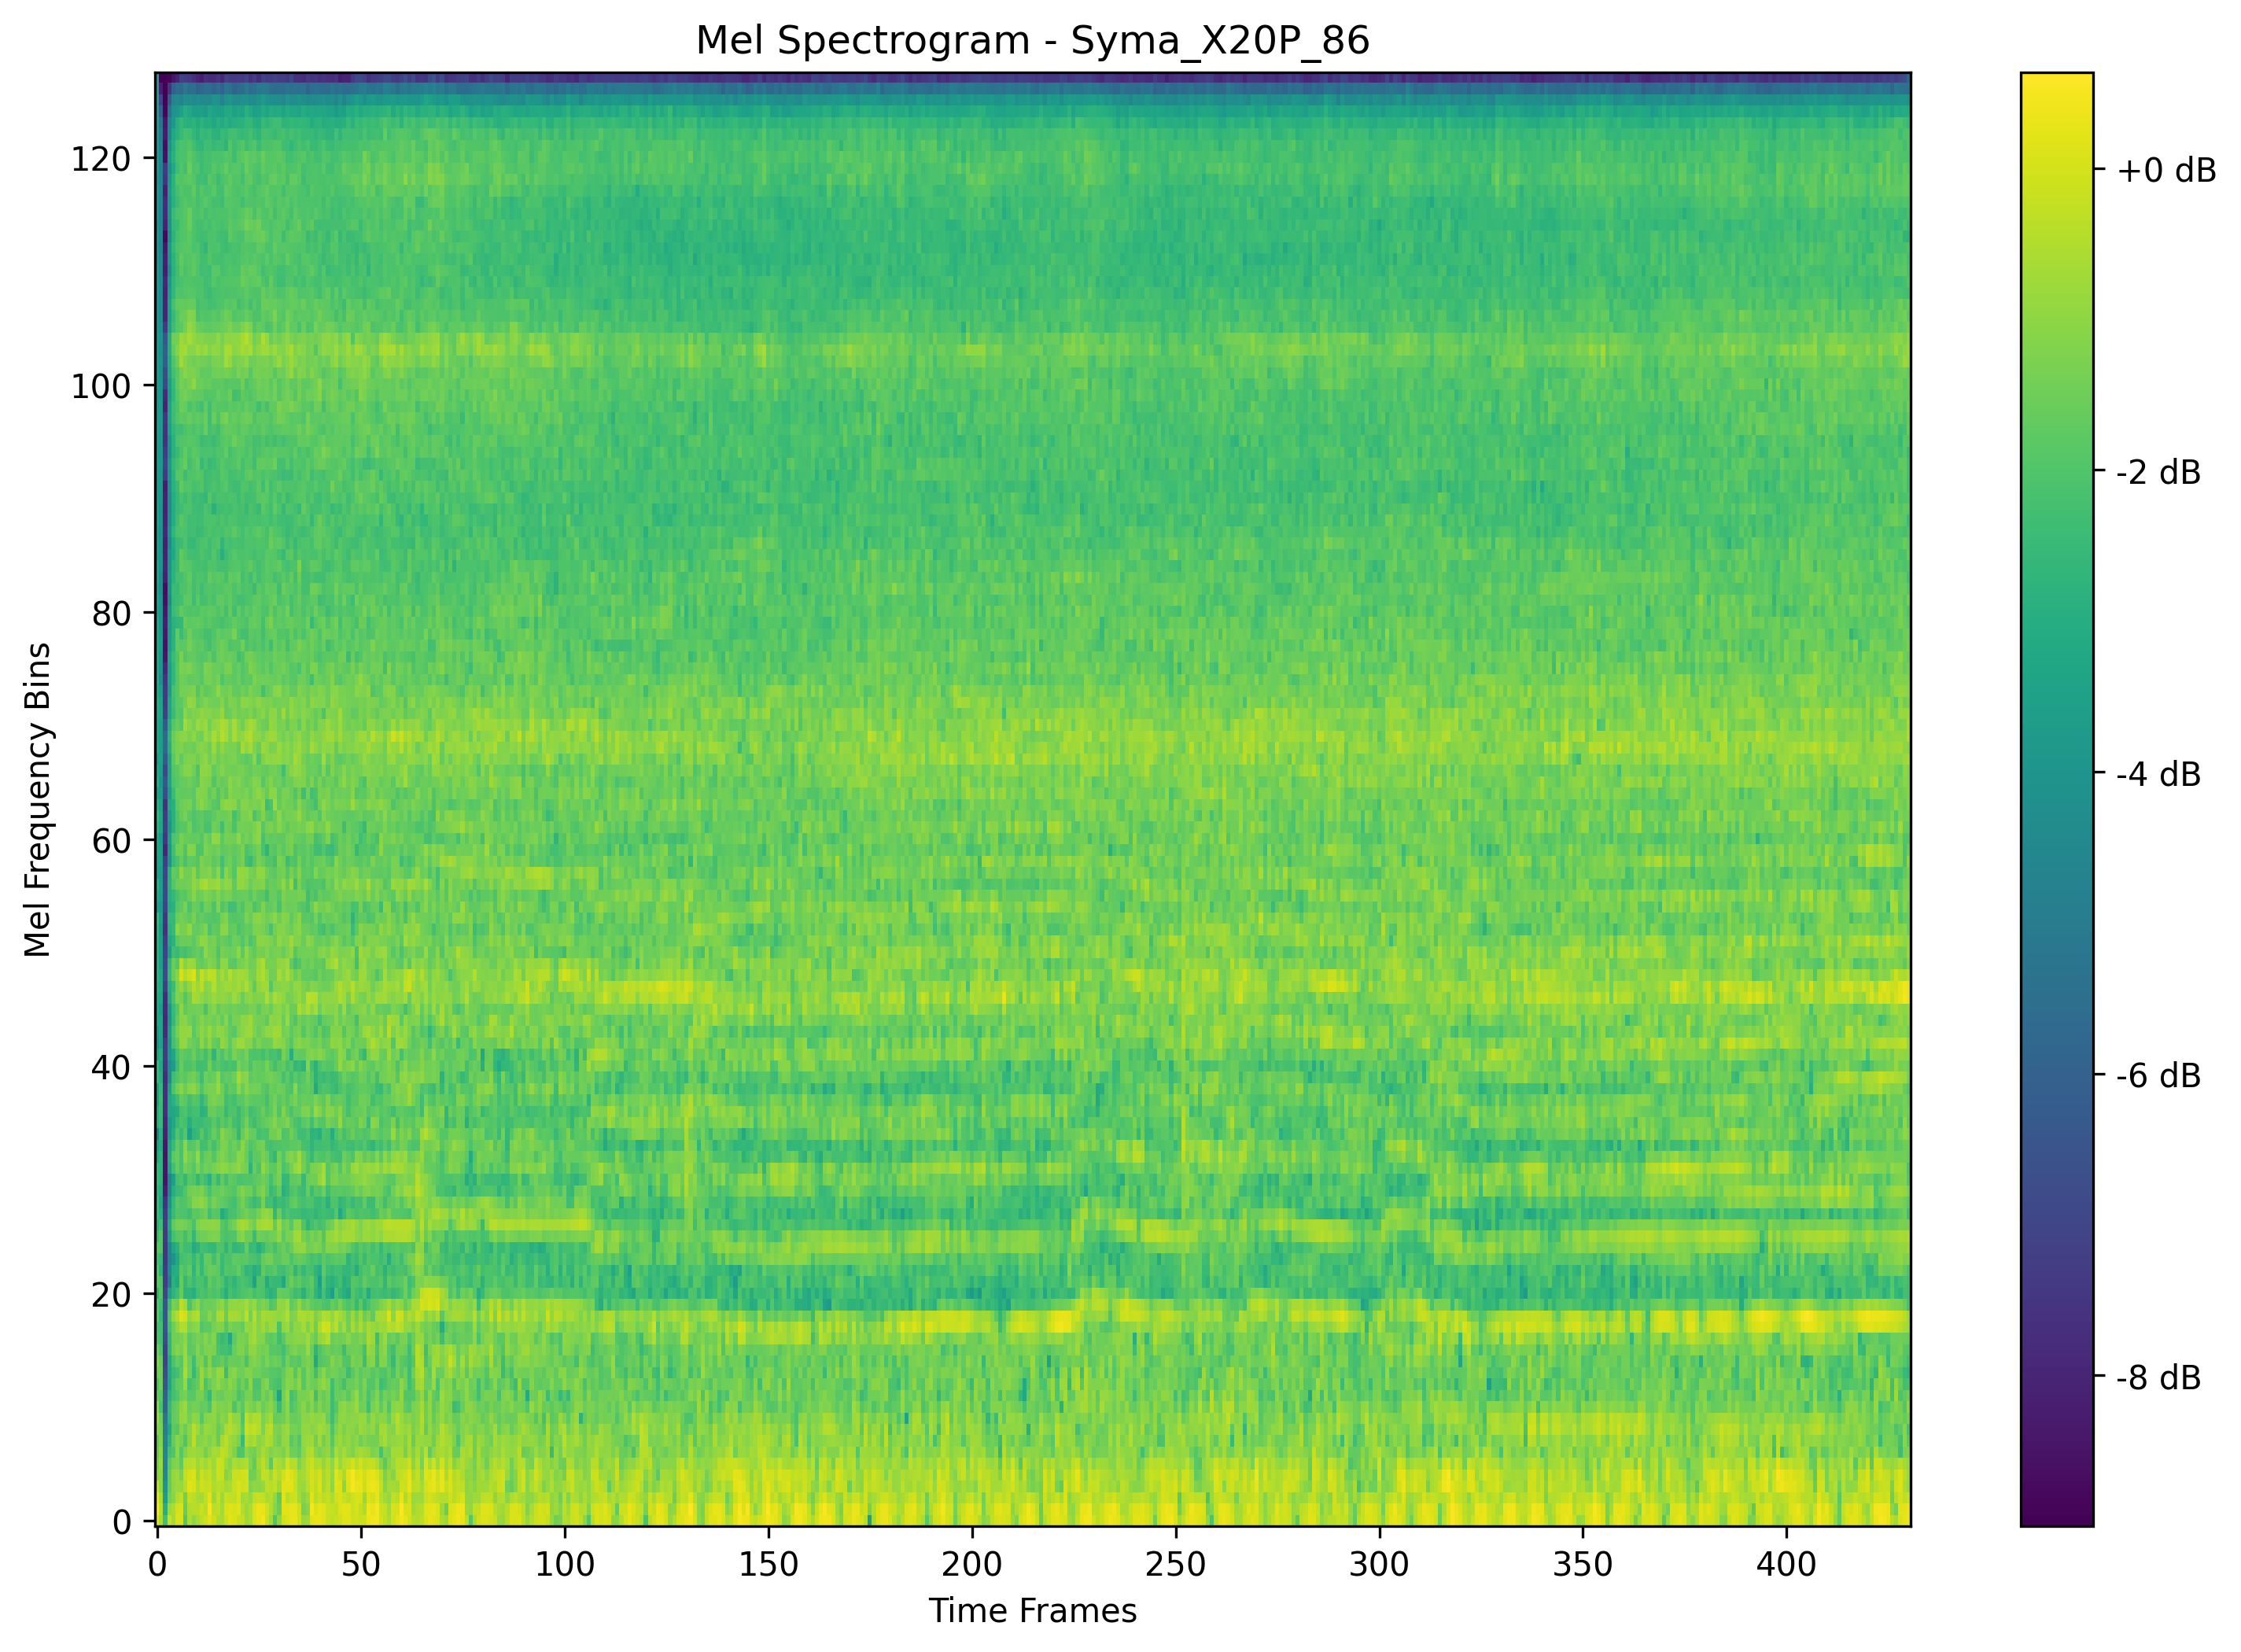 Mel Spectrogram - Syma_X20P_86
Mel Frequency Bins
120
100
80
60
40
20
0
0 50 100 150 200 250 300 350 400
Time Frames
+0 dB
-2 dB
-4 dB
-6 dB
-8 dB